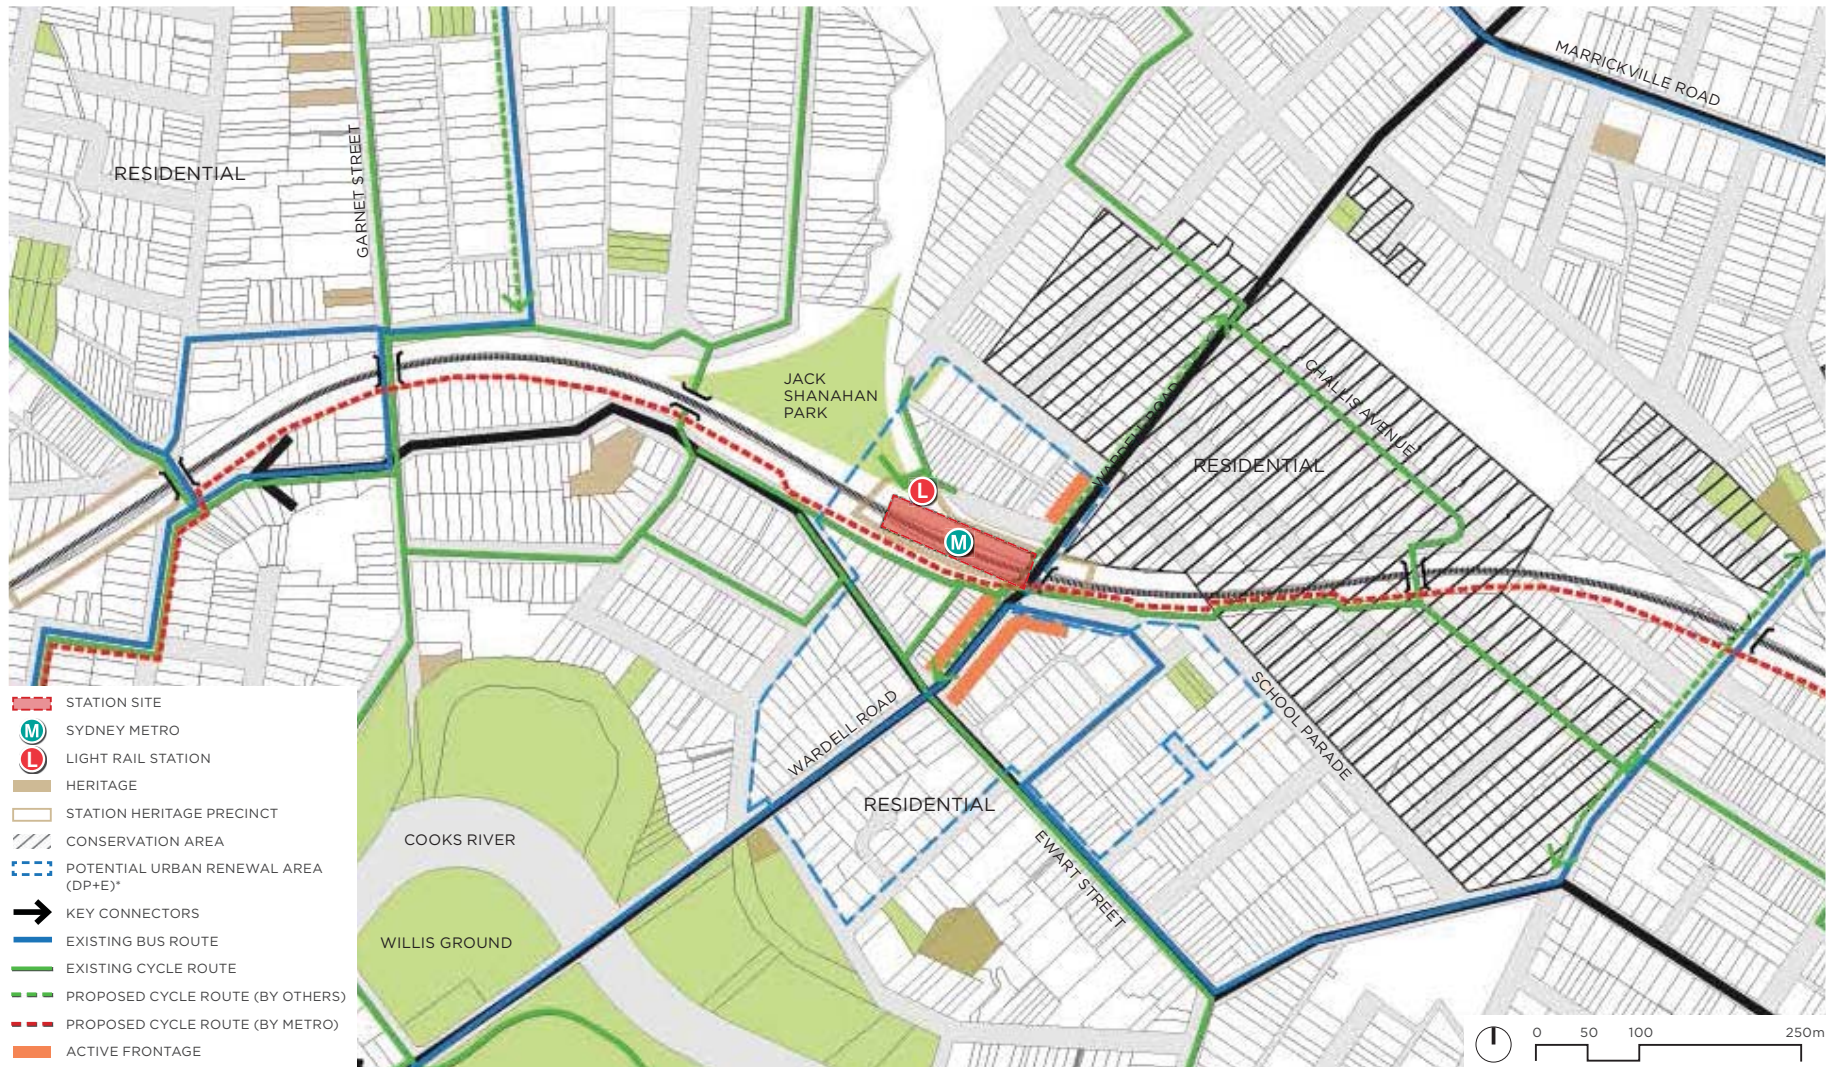 MARRICKVILLE ROAD
RESIDENTIAL
GARNET STREET
JACK
SHANAHAN
PARK
WARDELL ROAD
CHALLIS AVENUE
RESIDENTIAL
L
M
SCHOOL PARADE
WARDELL ROAD
RESIDENTIAL
EWART STREET
COOKS RIVER
WILLIS GROUND
STATION SITE
M SYDNEY METRO
L LIGHT RAIL STATION
HERITAGE
STATION HERITAGE PRECINCT
CONSERVATION AREA
POTENTIAL URBAN RENEWAL AREA
(DP+E)*
KEY CONNECTORS
EXISTING BUS ROUTE
EXISTING CYCLE ROUTE
PROPOSED CYCLE ROUTE (BY OTHERS)
PROPOSED CYCLE ROUTE (BY METRO)
ACTIVE FRONTAGE
0 50 100 250m